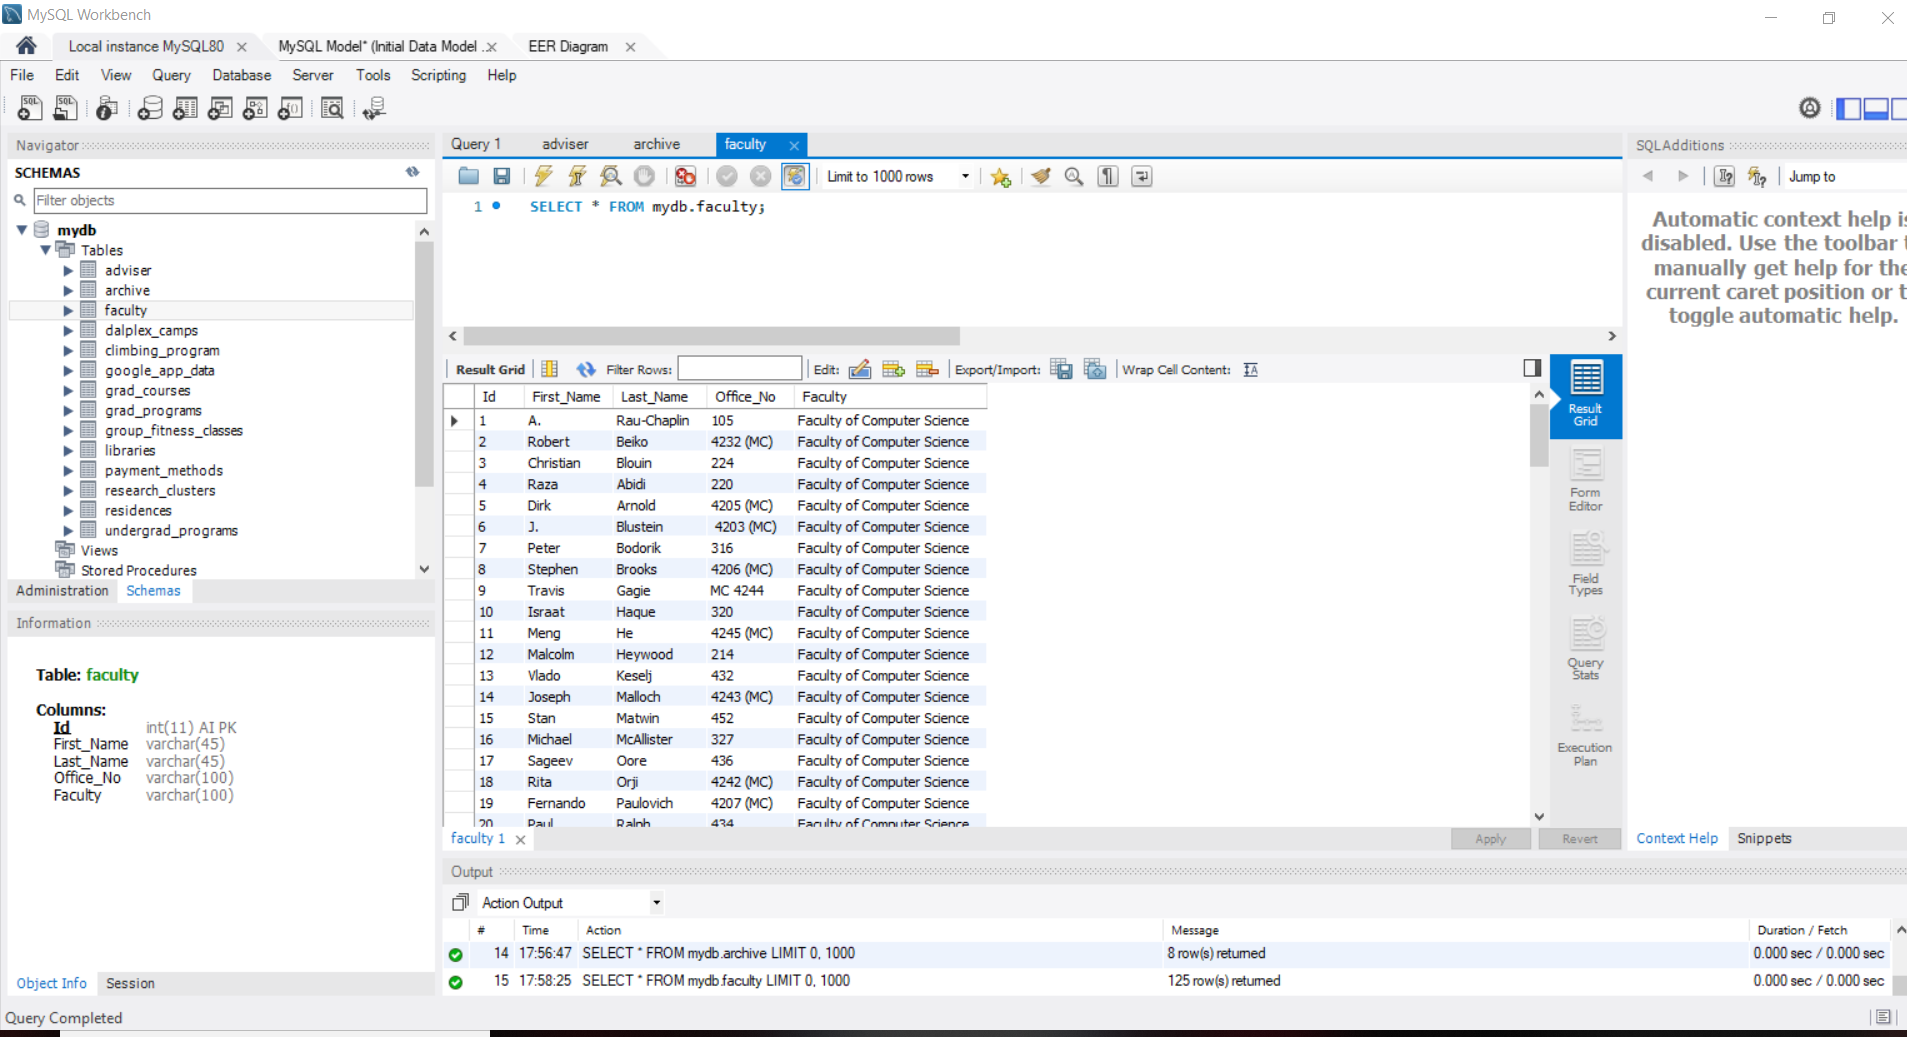 MySQL Workbench
Local instance MySQL80
MySQL Model* (Initial Data Model .
EER Diagram
File Edit View Query Database Server Tools Scripting Help
Navigator
SCHEMAS
Filter objects
mydb
Tables
adviser
archive
faculty
dalplex_camps
climbing_program
google_app_data
grad_courses
grad_programs
group_fitness_classes
libraries
payment_methods
research_clusters
residences
undergrad_programs
Views
Stored Procedures
Administration Schemas
Information
Table: faculty
Columns:
Id int(11) AI PK
First_Name varchar(45)
Last_Name varchar(45)
Office_No varchar(100)
Faculty varchar(100)
Object Info Session
Query Completed
Query 1 adviser archive faculty
Limit to 1000 rows
1 SELECT * FROM mydb.faculty;
Result Grid Filter Rows: Edit: Export/Import: Wrap Cell Content:
Id First_Name Last_Name Office_No Faculty
1 A. Rau-Chaplin 105 Faculty of Computer Science
2 Robert Beiko 4232 (MC) Faculty of Computer Science
3 Christian Blouin 224 Faculty of Computer Science
4 Raza Abidi 220 Faculty of Computer Science
5 Dirk Arnold 4205 (MC) Faculty of Computer Science
6 J. Blustein 4203 (MC) Faculty of Computer Science
7 Peter Bodorik 316 Faculty of Computer Science
8 Stephen Brooks 4206 (MC) Faculty of Computer Science
9 Travis Gagie MC 4244 Faculty of Computer Science
10 Israat Haque 320 Faculty of Computer Science
11 Meng He 4245 (MC) Faculty of Computer Science
12 Malcolm Heywood 214 Faculty of Computer Science
13 Vlado Keselj 432 Faculty of Computer Science
14 Joseph Malloch 4243 (MC) Faculty of Computer Science
15 Stan Matwin 452 Faculty of Computer Science
16 Michael McAllister 327 Faculty of Computer Science
17 Sageev Oore 436 Faculty of Computer Science
18 Rita Orji 4242 (MC) Faculty of Computer Science
19 Fernando Paulovich 4207 (MC) Faculty of Computer Science
20 Paul Ralph 434 Faculty of Computer Science
Result
Grid
Form
Editor
Field
Types
Query
Stats
Execution
Plan
faculty 1
Apply Revert
Output
Action Output
# Time Action Message Duration / Fetch
14 17:56:47 SELECT * FROM mydb.archive LIMIT 0, 1000 8 row(s) returned 0.000 sec / 0.000 sec
15 17:58:25 SELECT * FROM mydb.faculty LIMIT 0, 1000 125 row(s) returned 0.000 sec / 0.000 sec
SQLAdditions
Jump to
Automatic context help is
disabled. Use the toolbar t
manually get help for the
current caret position or t
toggle automatic help.
Context Help Snippets